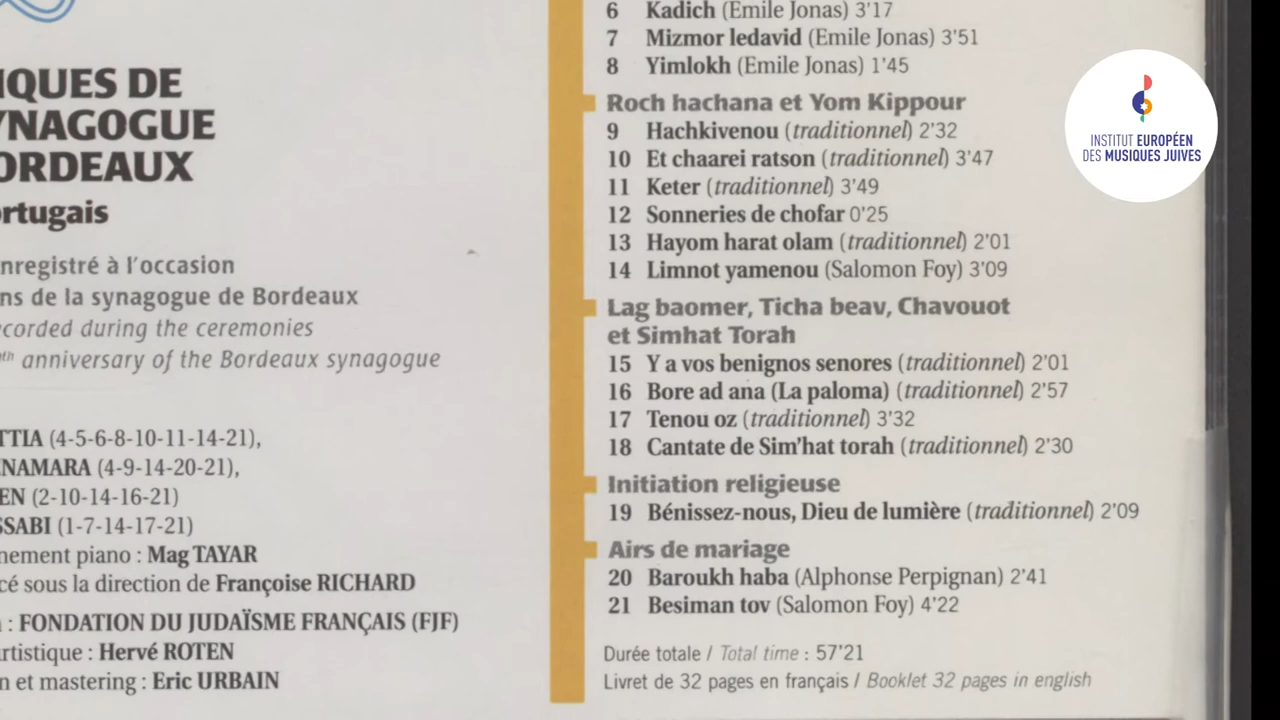 IQUES DE
YNAGOGUE
ORDEAUX
ortugais
nregistré à l'occasion
ns de la synagogue de Bordeaux
corded during the ceremonies
th anniversary of the Bordeaux synagogue
TTIA (4-5-6-8-10-11-14-21),
NAMARA (4-9-14-20-21),
EN (2-10-14-16-21)
SSABI (1-7-14-17-21)
nement piano : Mag TAYAR
cé sous la direction de Françoise RICHARD
: FONDATION DU JUDAÏSME FRANÇAIS (FJF)
rtistique : Hervé ROTEN
n et mastering : Eric URBAIN
6 Kadich (Emile Jonas) 3'17
7 Mizmor ledavid (Emile Jonas) 3'51
8 Yimlokh (Emile Jonas) 1'45
Roch hachana et Yom Kippour
9 Hachkivenou (traditionnel) 2'32
10 Et chaarei ratson (traditionnel) 3'47
11 Keter (traditionnel) 3'49
12 Sonneries de chofar 0'25
13 Hayom harat olam (traditionnel) 2'01
14 Limnot yamenou (Salomon Foy) 3'09
Lag baomer, Ticha beav, Chavouot
et Simhat Torah
15 Y a vos benignos senores (traditionnel) 2'01
16 Bore ad ana (La paloma) (traditionnel) 2'57
17 Tenou oz (traditionnel) 3'32
18 Cantate de Sim'hat torah (traditionnel) 2'30
Initiation religieuse
19 Bénissez-nous, Dieu de lumière (traditionnel) 2'09
Airs de mariage
20 Baroukh haba (Alphonse Perpignan) 2'41
21 Besiman tov (Salomon Foy) 4'22
Durée totale / Total time : 57'21
Livret de 32 pages en français / Booklet 32 pages in english
INSTITUT EUROPÉEN
DES MUSIQUES JUIVES